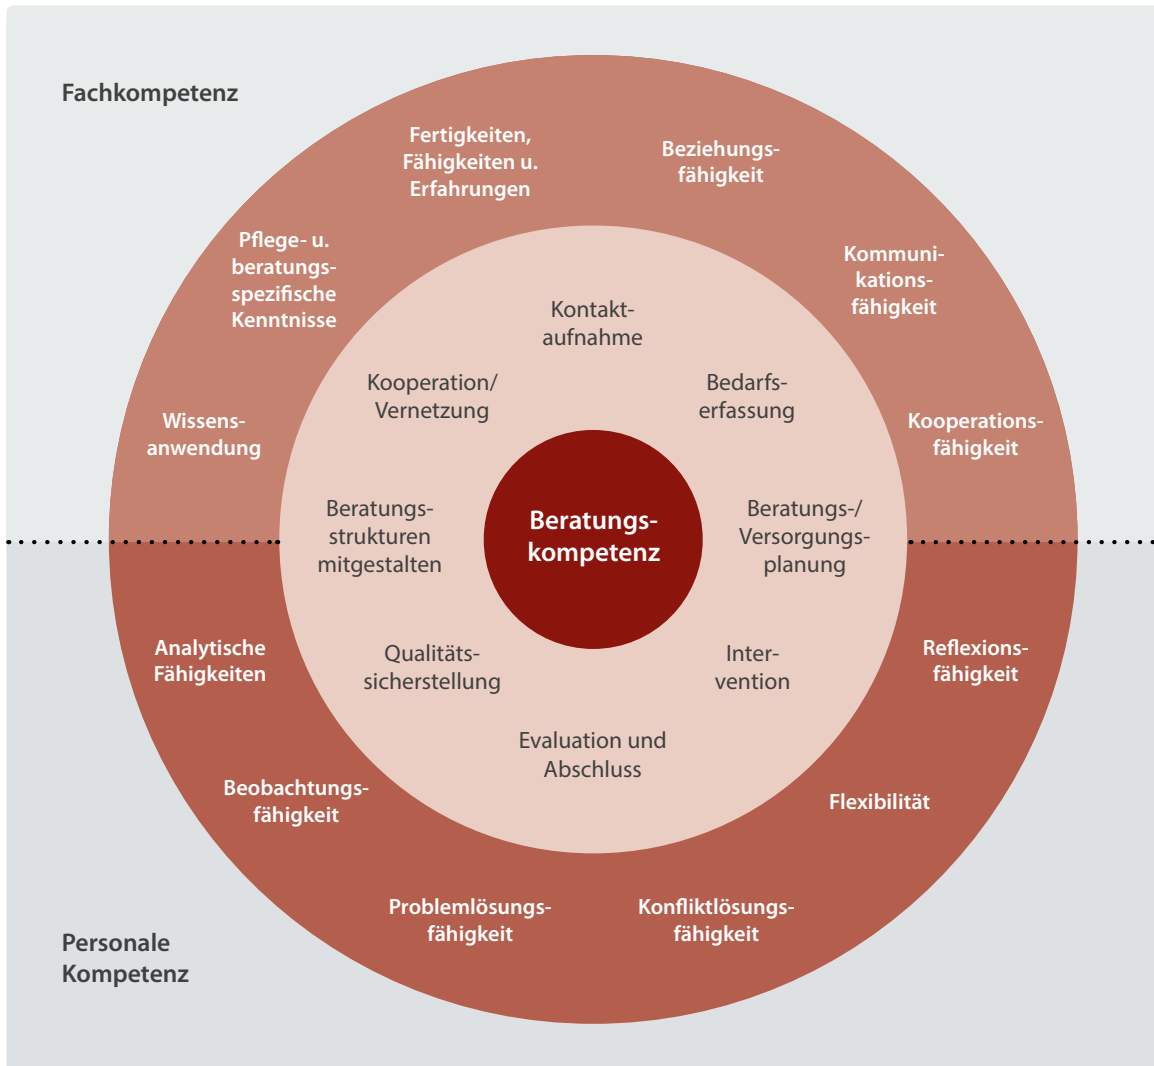 Fachkompetenz
Fertigkeiten,
Fähigkeiten u.
Erfahrungen
Beziehungs-
fähigkeit
Pflege- u.
beratungs-
spezifische
Kenntnisse
Kommuni-
kations-
fähigkeit
Wissens-
anwendung
Kooperations-
fähigkeit
Kontakt-
aufnahme
Kooperation/
Vernetzung
Bedarfs-
erfassung
Beratungs-
strukturen
mitgestalten
Beratungs-
kompetenz
Beratungs-/
Versorgungs-
planung
Qualitäts-
sicherstellung
Inter-
vention
Evaluation und
Abschluss
Analytische
Fähigkeiten
Reflexions-
fähigkeit
Beobachtungs-
fähigkeit
Flexibilität
Problemlösungs-
fähigkeit
Konfliktlösungs-
fähigkeit
Personale
Kompetenz